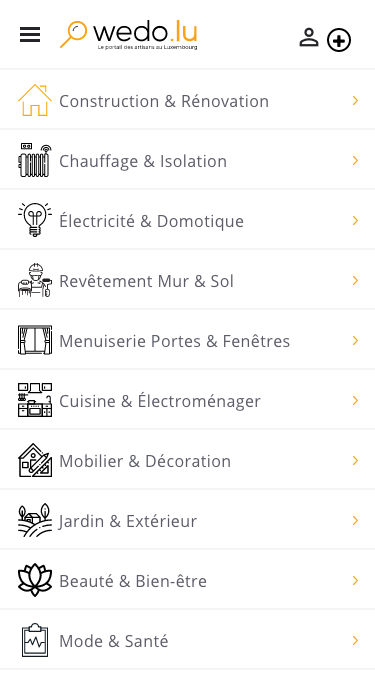 wedo.lu
Le portail des artisans au Luxembourg
Construction & Rénovation
Chauffage & Isolation
Électricité & Domotique
Revêtement Mur & Sol
Menuiserie Portes & Fenêtres
Cuisine & Électroménager
Mobilier & Décoration
Jardin & Extérieur
Beauté & Bien-être
Mode & Santé